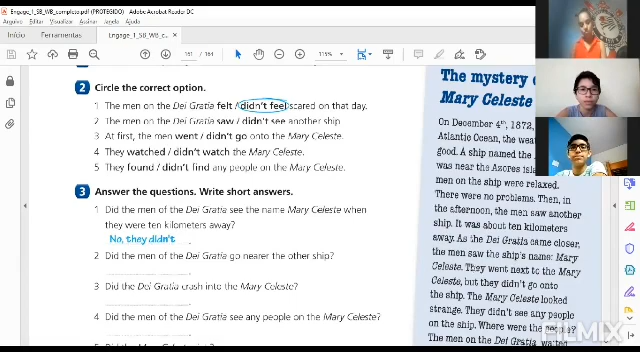 Engage_1_SB_WB_completo.pdf (PROTEGIDO) - Adobe Acrobat Reader DC
Arquivo Editar Visualizar Assinar Ajuda
Início Ferramentas Engage_1_SB_WB_c...
161 / 164 115%
2 Circle the correct option.
1 The men on the Dei Gratia felt / didn't feel scared on that day.
2 The men on the Dei Gratia saw / didn't see another ship.
3 At first, the men went / didn't go onto the Mary Celeste.
4 They watched / didn't watch the Mary Celeste.
5 They found / didn't find any people on the Mary Celeste.
3 Answer the questions. Write short answers.
1 Did the men of the Dei Gratia see the name Mary Celeste when
they were ten kilometers away?
No, they didn't
2 Did the men of the Dei Gratia go nearer the other ship?
3 Did the Dei Gratia crash into the Mary Celeste?
4 Did the men of the Dei Gratia see any people on the Mary Celeste?
The mystery
Mary Celeste
On December 4th, 1872,
Atlantic Ocean, the
good. A ship named the
was near the Azores
men on the ship were relaxed.
There were no problems. Then, in
the afternoon, the men saw another
ship. It was about ten kilometers
away. As the Dei Gratia came closer,
the men saw the ship's name: Mary
Celeste. They went next to the Mary
Celeste, but they didn't go onto
the ship. The Mary Celeste looked
strange. They didn't see any people
on the ship. Where were the people?
The men on the Dei Gratia waited
FILMIX